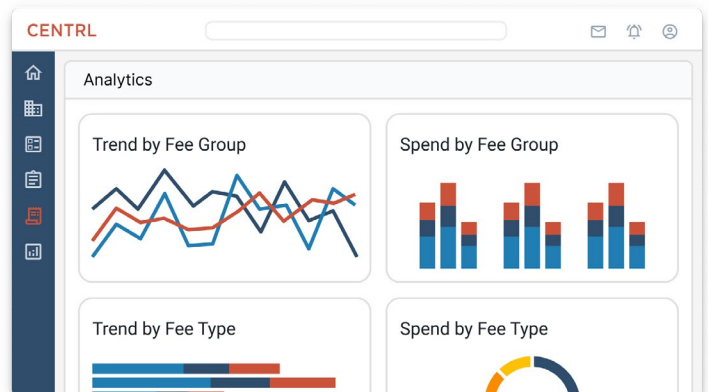 CENTRL
Analytics
Trend by Fee Group
Spend by Fee Group
Trend by Fee Type
Spend by Fee Type